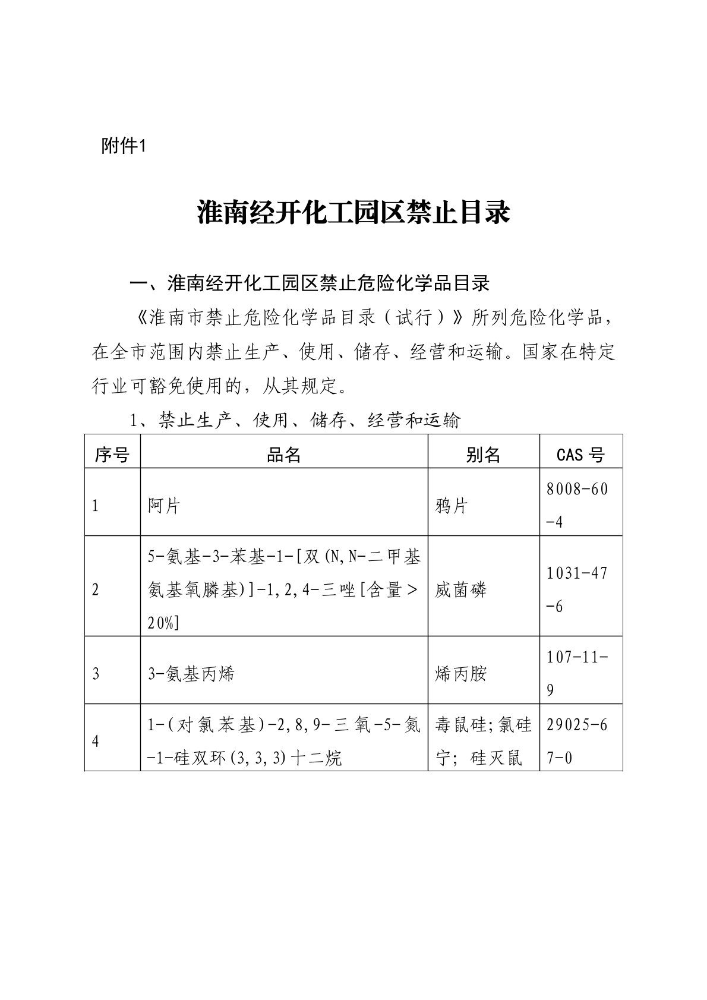 附件1
淮南经开化工园区禁止目录
一、淮南经开化工园区禁止危险化学品目录
《淮南市禁止危险化学品目录（试行）》所列危险化学品，
在全市范围内禁止生产、使用、储存、经营和运输。国家在特定
行业可豁免使用的，从其规定。
1、禁止生产、使用、储存、经营和运输
序号 品名 别名 CAS 号
1 阿片 鸦片 8008-60
-4
2 5-氨基-3-苯基-1-[双(N,N-二甲基
氨基氧膦基)]-1,2,4-三唑[含量＞
20%]
威菌磷
1031-47
-6
3 3-氨基丙烯 烯丙胺 107-11-
9
4 1-(对氯苯基)-2,8,9-三氧-5-氮
-1-硅双环(3,3,3)十二烷
毒鼠硅;氯硅
宁；硅灭鼠
29025-6
7-0